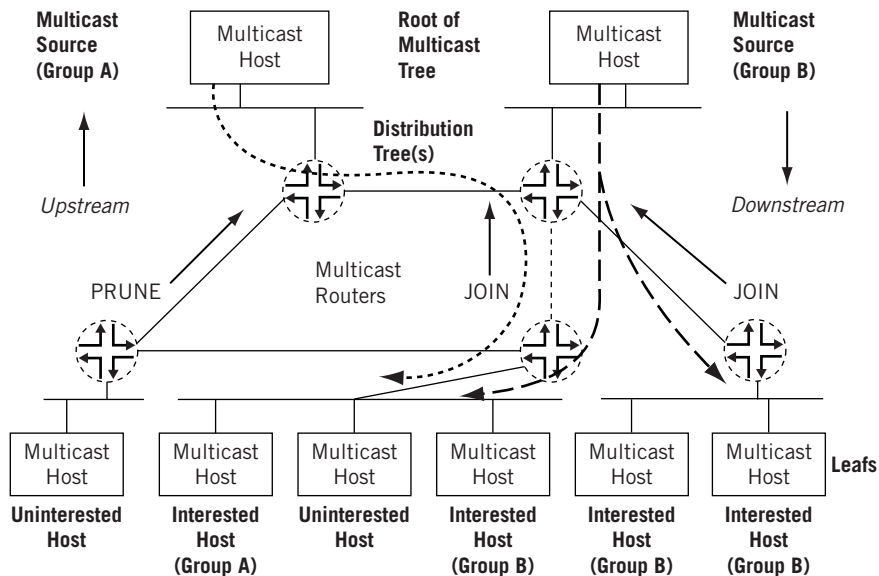 Multicast
Source
(Group A)
Multicast
Host
Root of
Multicast
Tree
Multicast
Host
Multicast
Source
(Group B)
Distribution
Tree(s)
Upstream
Downstream
PRUNE
Multicast
Routers
JOIN
JOIN
Multicast
Host
Multicast
Host
Multicast
Host
Multicast
Host
Multicast
Host
Multicast
Host
Leafs
Uninterested
Host
Interested
Host
(Group A)
Uninterested
Host
Interested
Host
(Group B)
Interested
Host
(Group B)
Interested
Host
(Group B)